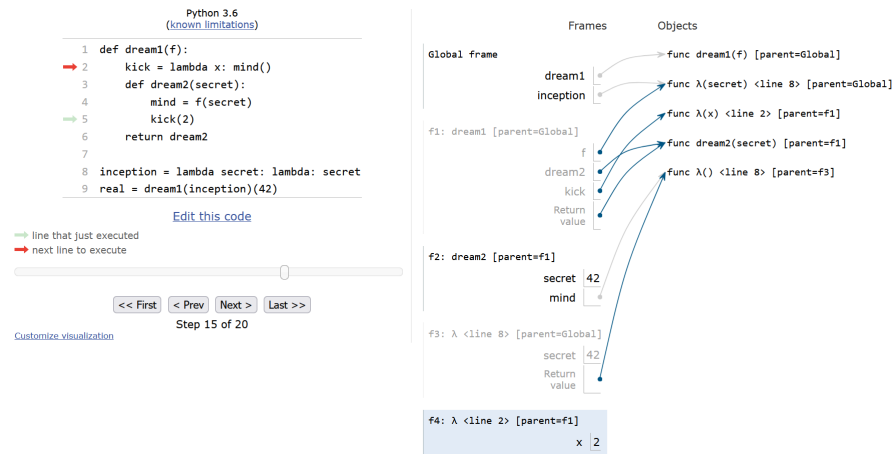 Python 3.6
(known limitations)
1 def dream1(f):
2     kick = lambda x: mind()
3     def dream2(secret):
4         mind = f(secret)
5         kick(2)
6     return dream2
7
8 inception = lambda secret: lambda: secret
9 real = dream1(inception)(42)
Edit this code
line that just executed
next line to execute
<< First < Prev Next > Last >>
Step 15 of 20
Customize visualization
Frames Objects
Global frame
dream1
inception
f1: dream1 [parent=Global]
f
dream2
kick
Return
value
f2: dream2 [parent=f1]
secret 42
mind
f3: λ <line 8> [parent=Global]
secret 42
Return
value
f4: λ <line 2> [parent=f1]
x 2
func dream1(f) [parent=Global]
func λ(secret) <line 8> [parent=Global]
func λ(x) <line 2> [parent=f1]
func dream2(secret) [parent=f1]
func λ() <line 8> [parent=f3]